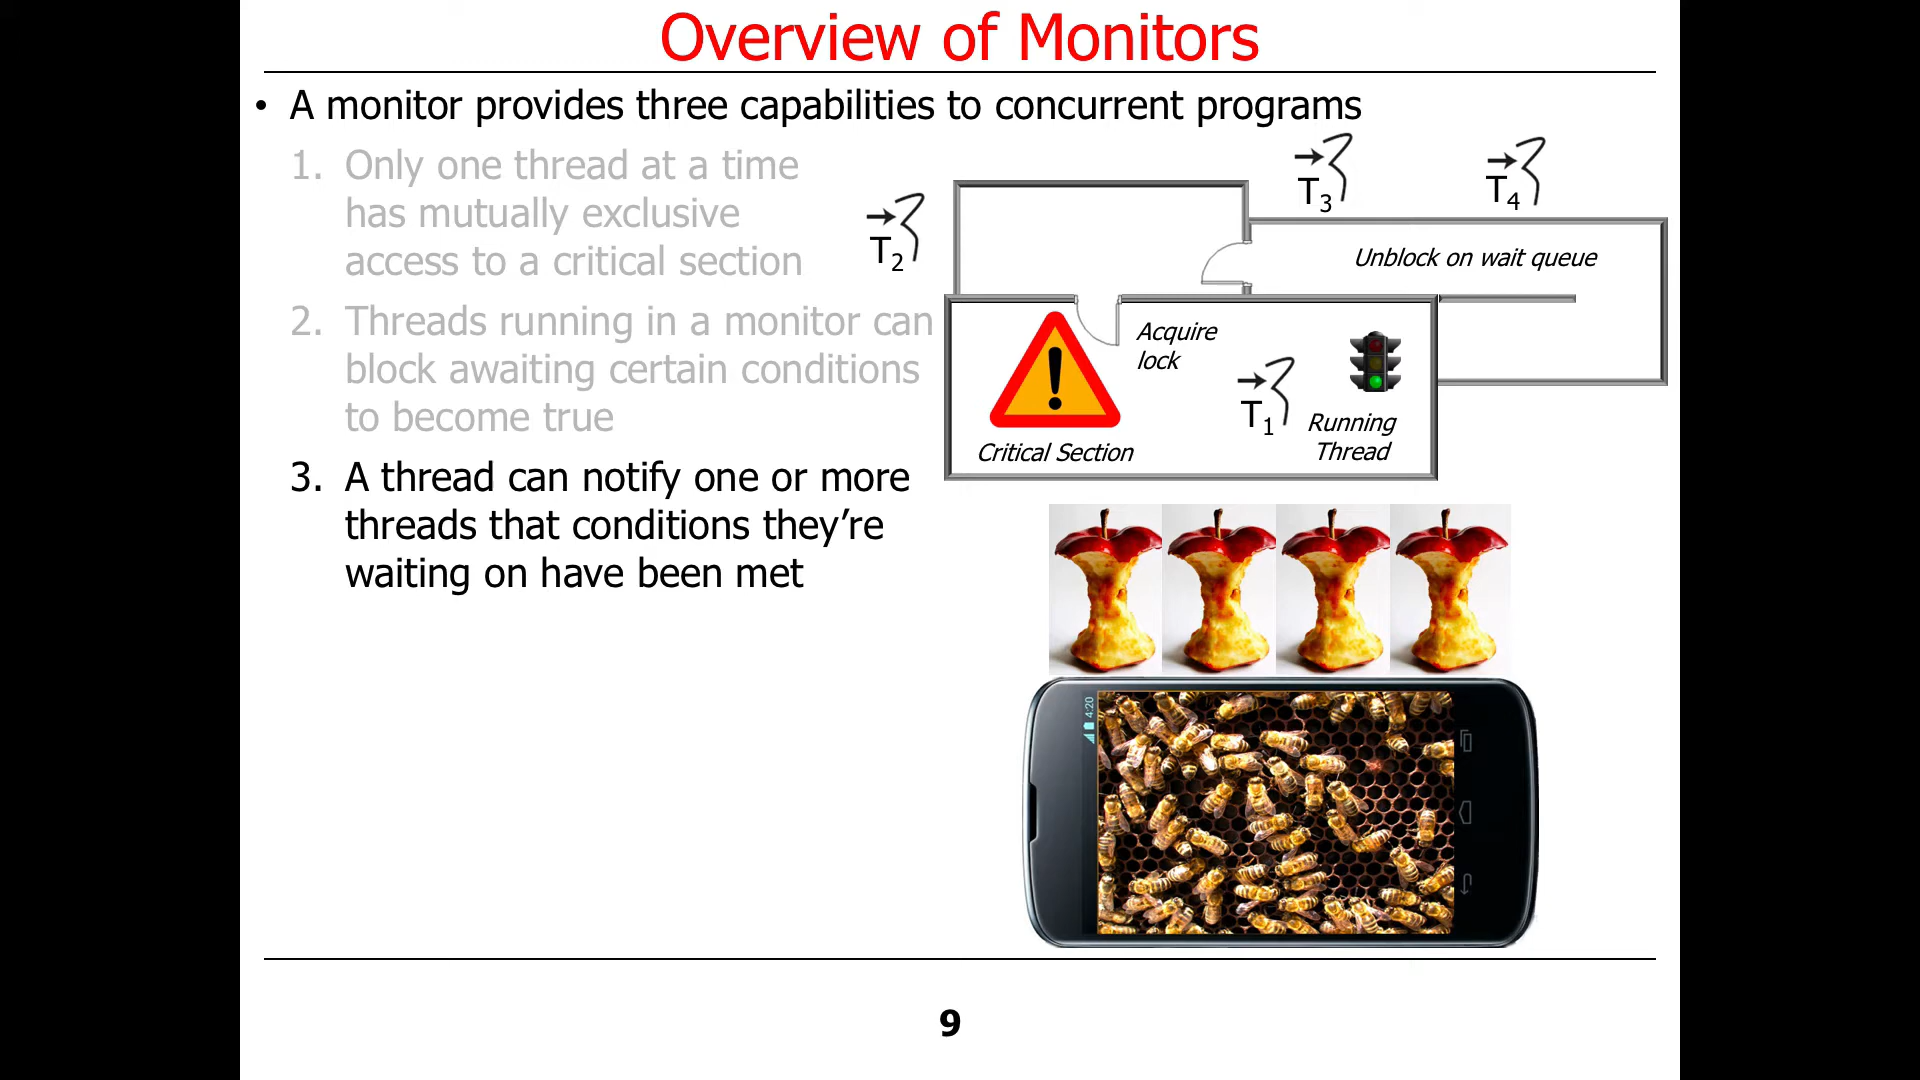 Overview of Monitors
• A monitor provides three capabilities to concurrent programs
1. Only one thread at a time
has mutually exclusive
access to a critical section
2. Threads running in a monitor can
block awaiting certain conditions
to become true
3. A thread can notify one or more
threads that conditions they’re
waiting on have been met
T3
T4
T2
Unblock on wait queue
Acquire
lock
T1
Running
Thread
Critical Section
4:20
9